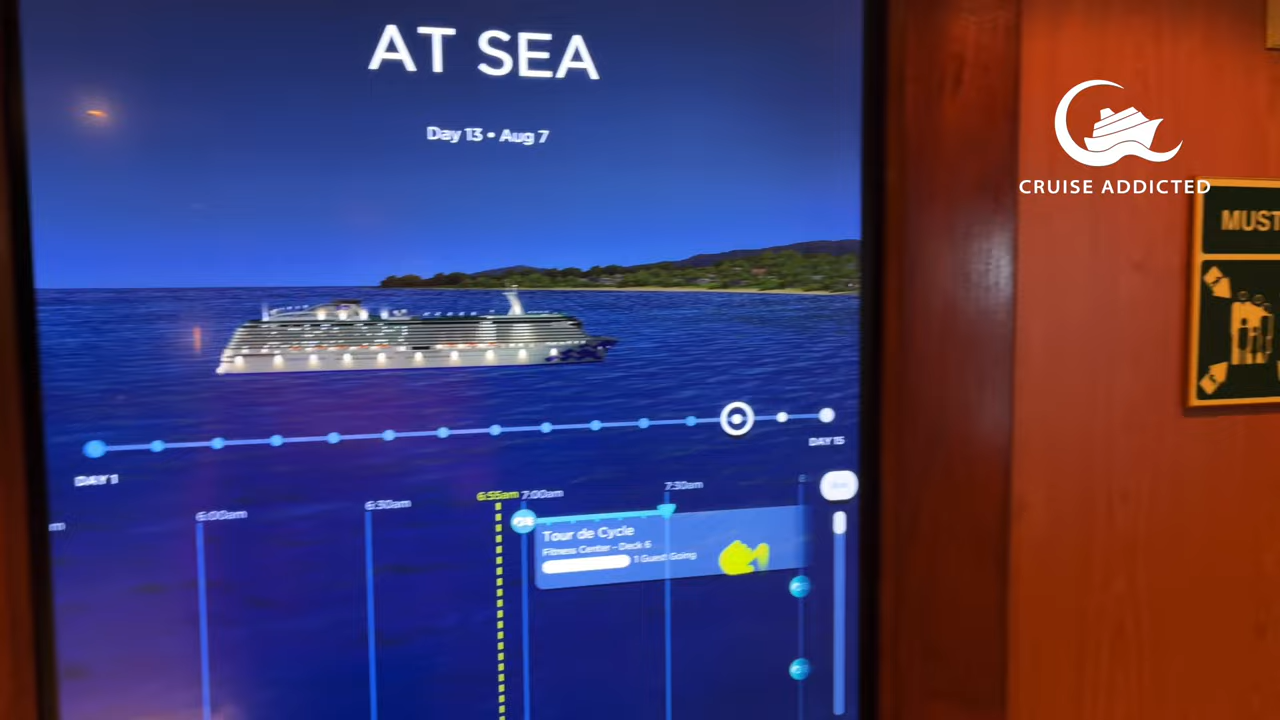 AT SEA
Day 13 • Aug 7
CRUISE ADDICTED
MUST
DAY 1
DAY 15
6:00am
6:30am
6:55am
7:00am
7:30am
Tour de Cycle
Fitness Center - Deck 6
1 Guest Going